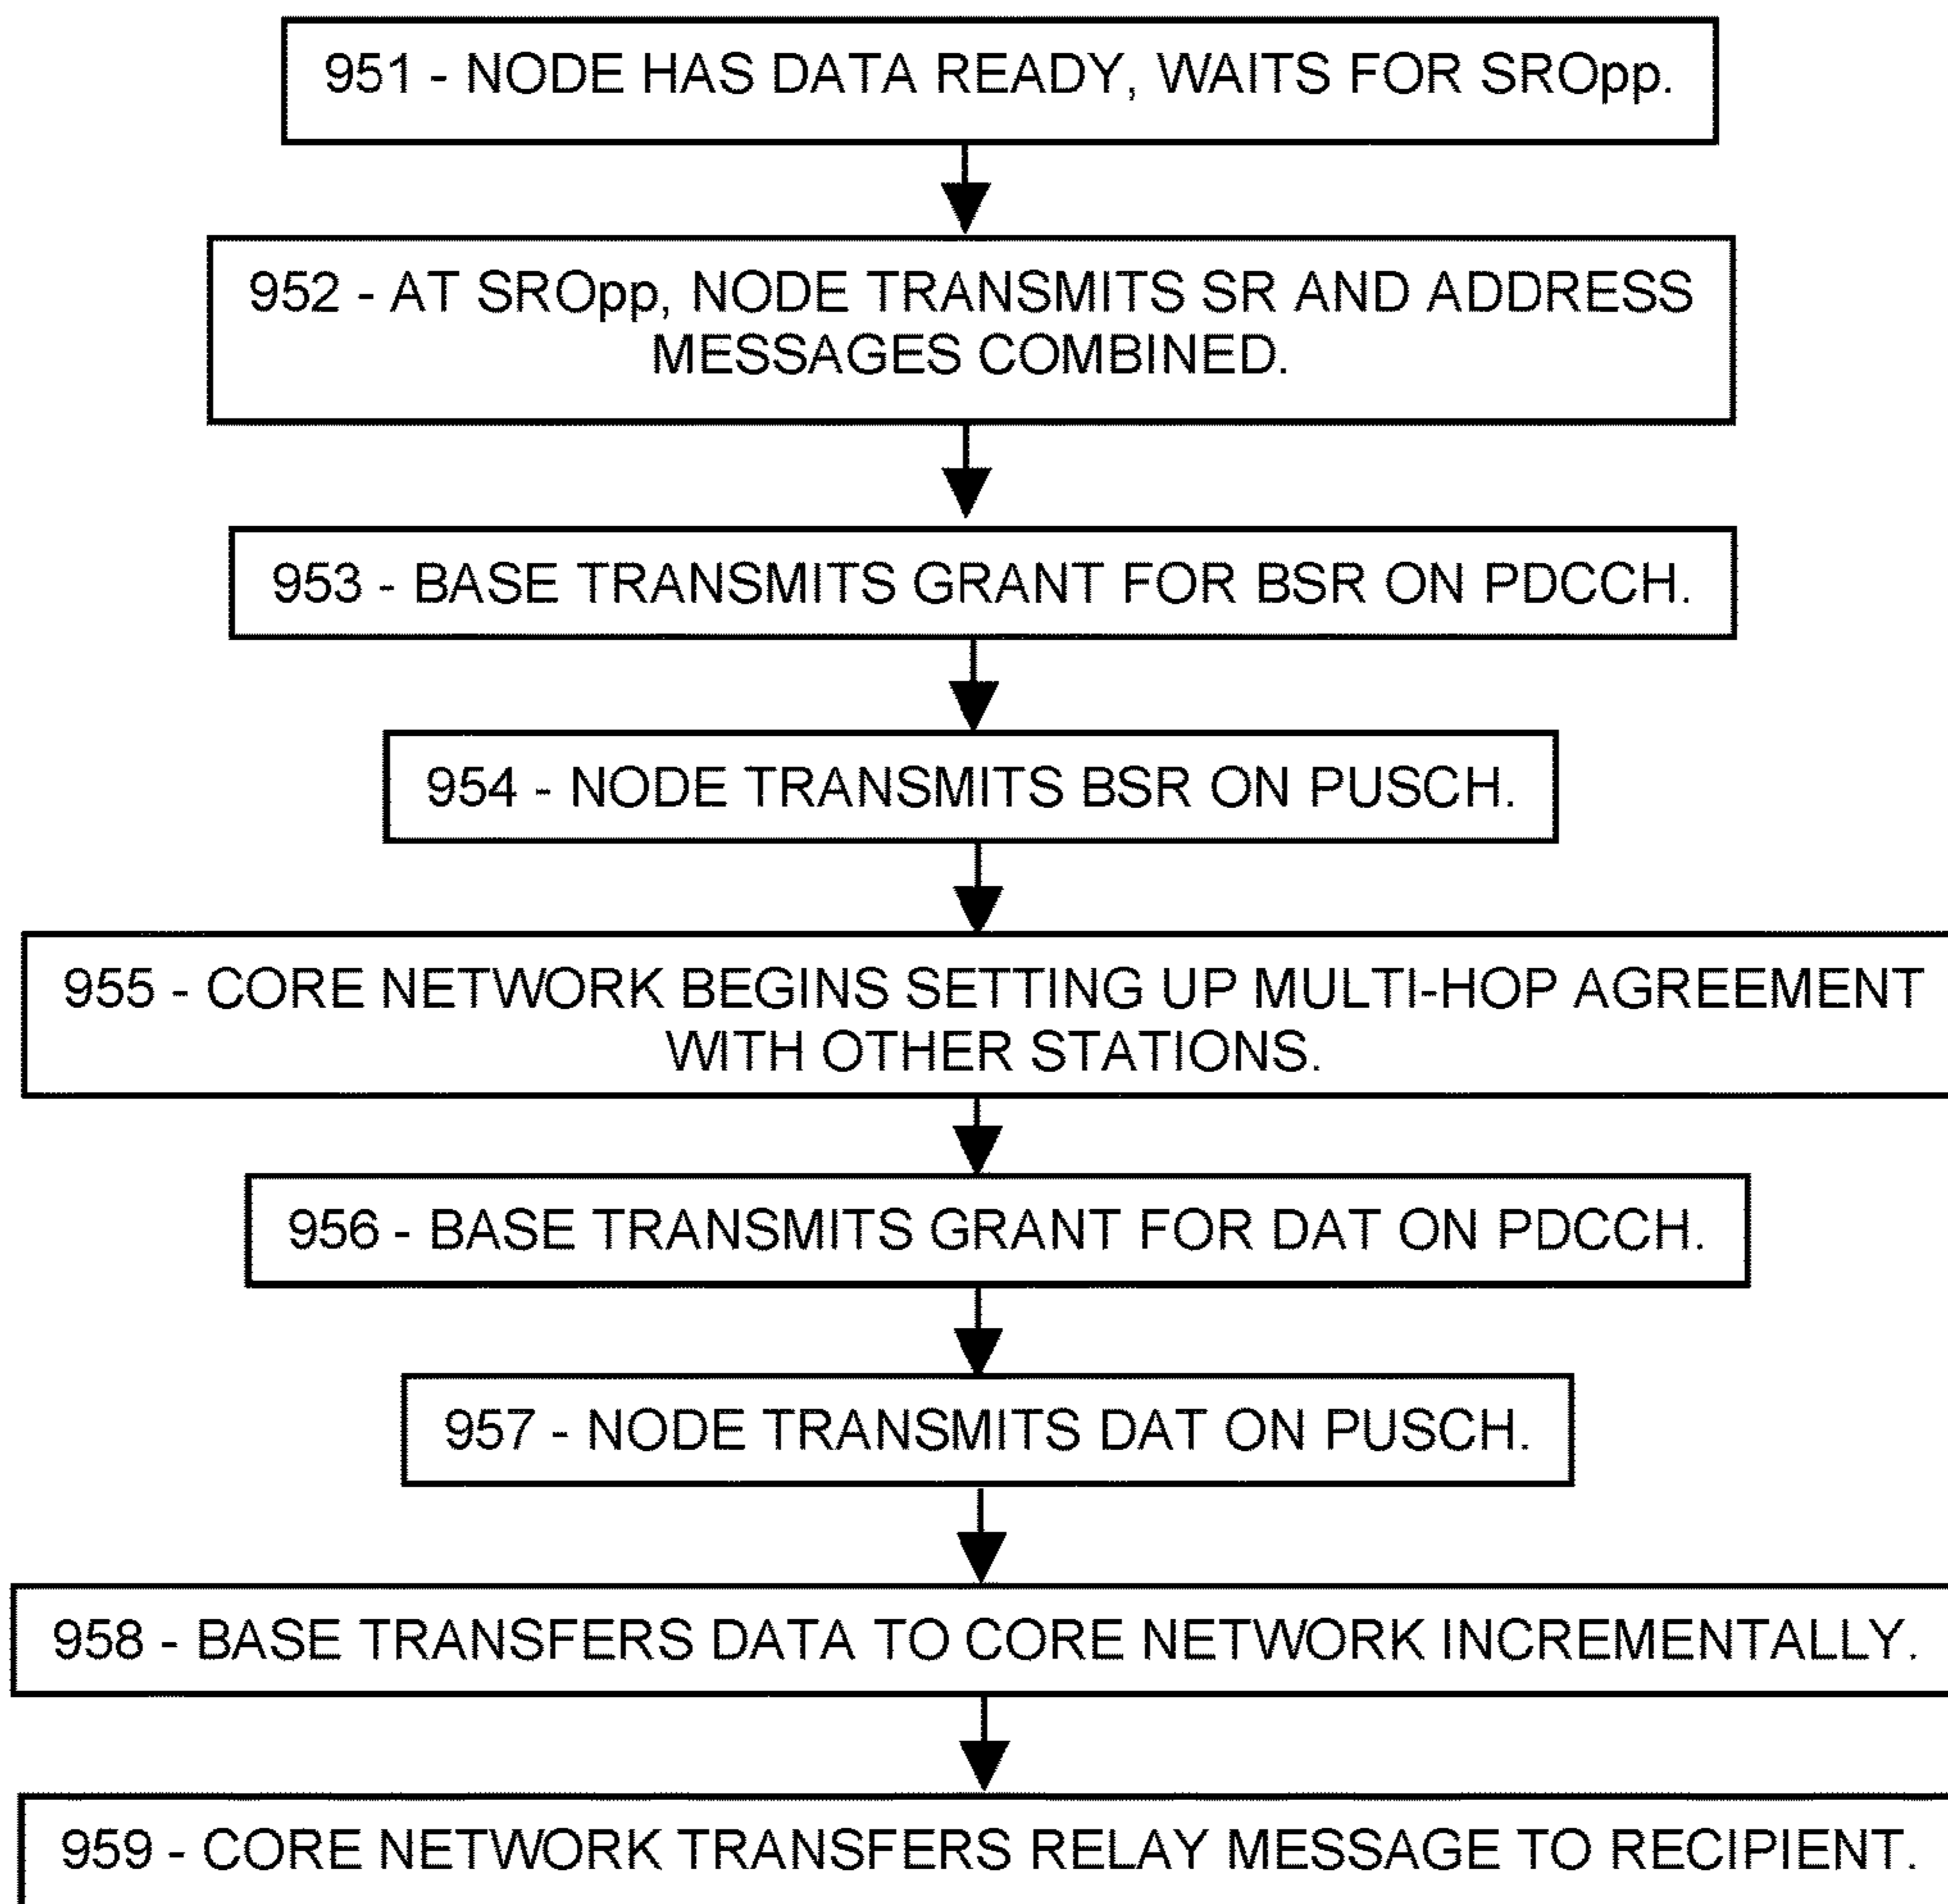 951 - NODE HAS DATA READY, WAITS FOR SROpp.
952 - AT SROpp, NODE TRANSMITS SR AND ADDRESS
MESSAGES COMBINED.
953 - BASE TRANSMITS GRANT FOR BSR ON PDCCH.
954 - NODE TRANSMITS BSR ON PUSCH.
955 - CORE NETWORK BEGINS SETTING UP MULTI-HOP AGREEMENT
WITH OTHER STATIONS.
956 - BASE TRANSMITS GRANT FOR DAT ON PDCCH.
957 - NODE TRANSMITS DAT ON PUSCH.
958 - BASE TRANSFERS DATA TO CORE NETWORK INCREMENTALLY.
959 - CORE NETWORK TRANSFERS RELAY MESSAGE TO RECIPIENT.